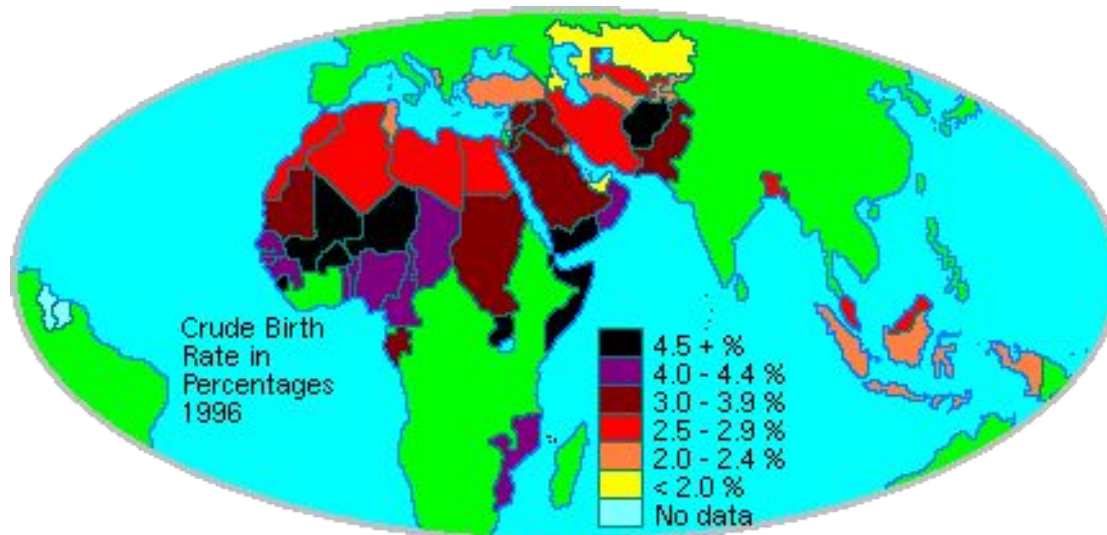 Crude Birth
Rate in
Percentages
1996
4.5 + %
4.0 - 4.4 %
3.0 - 3.9 %
2.5 - 2.9 %
2.0 - 2.4 %
< 2.0 %
No data